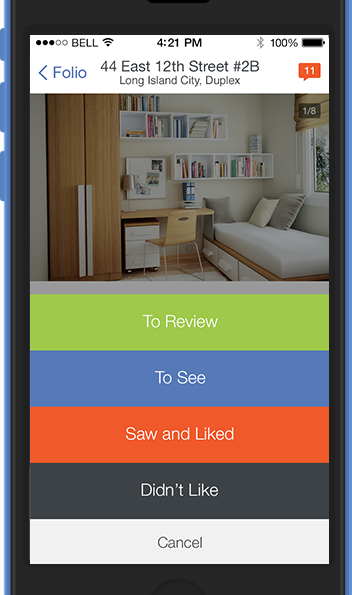 BELL 4:21 PM 100%
Folio 44 East 12th Street #2B 11
Long Island City, Duplex
1/8
To Review
To See
Saw and Liked
Didn't Like
Cancel